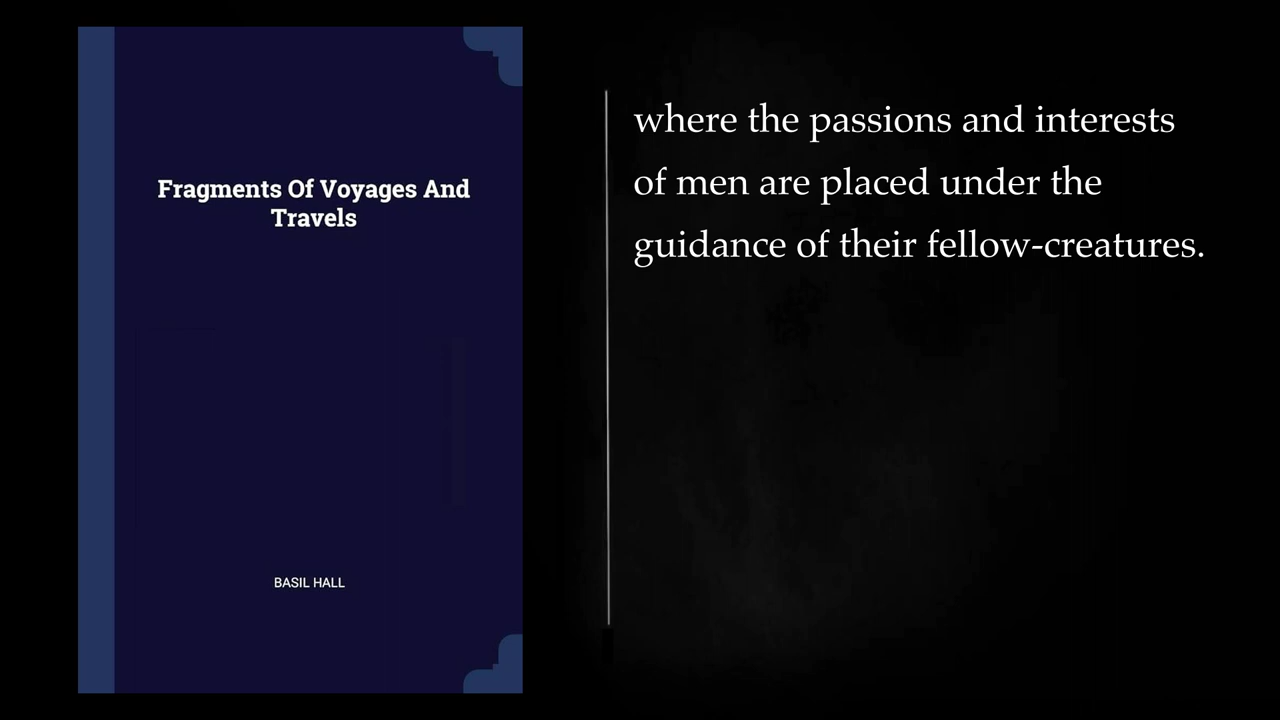 Fragments Of Voyages And
Travels
BASIL HALL
where the passions and interests
of men are placed under the
guidance of their fellow-creatures.